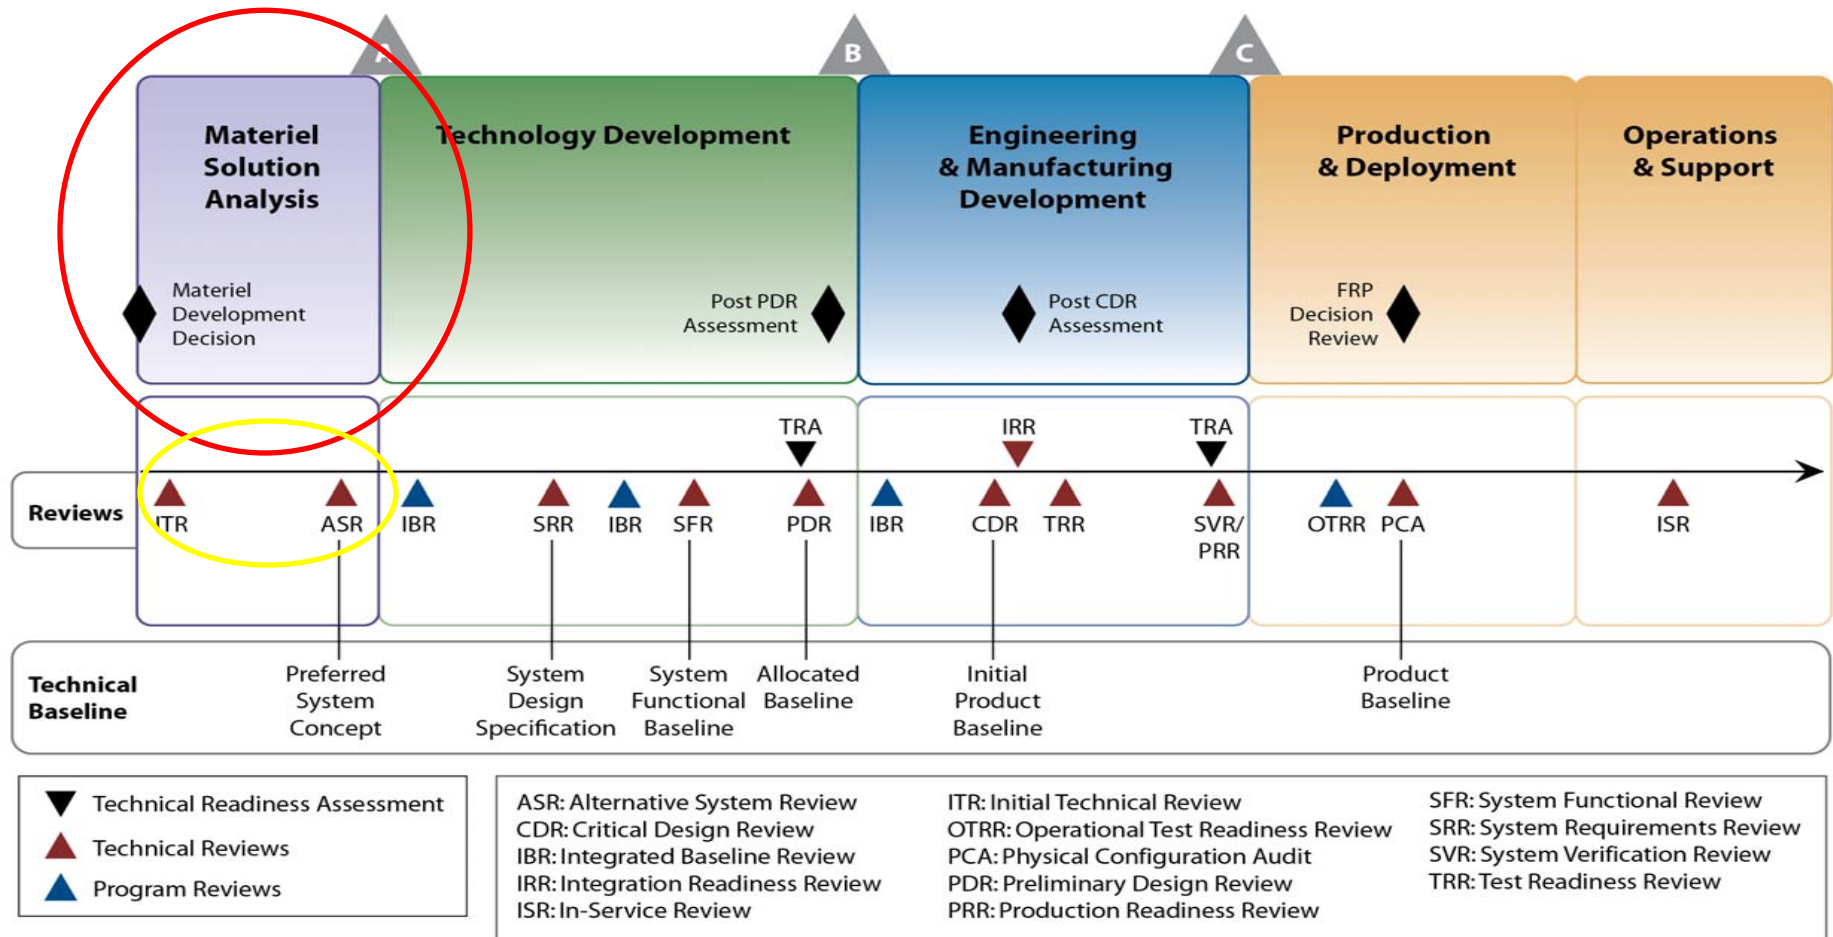 A
B
C
Materiel
Solution
Analysis
Technology Development
Engineering
& Manufacturing
Development
Production
& Deployment
Operations
& Support
Materiel
Development
Decision
Post PDR
Assessment
Post CDR
Assessment
FRP
Decision
Review
TRA
IRR
TRA
Reviews
ITR
ASR
IBR
SRR
IBR
SFR
PDR
IBR
CDR
TRR
SVR/
PRR
OTRR
PCA
ISR
Technical
Baseline
Preferred
System
Concept
System
Design
Specification
System
Functional
Baseline
Allocated
Baseline
Initial
Product
Baseline
Product
Baseline
Technical Readiness Assessment
Technical Reviews
Program Reviews
ASR: Alternative System Review
CDR: Critical Design Review
IBR: Integrated Baseline Review
IRR: Integration Readiness Review
ISR: In-Service Review
ITR: Initial Technical Review
OTRR: Operational Test Readiness Review
PCA: Physical Configuration Audit
PDR: Preliminary Design Review
PRR: Production Readiness Review
SFR: System Functional Review
SRR: System Requirements Review
SVR: System Verification Review
TRR: Test Readiness Review